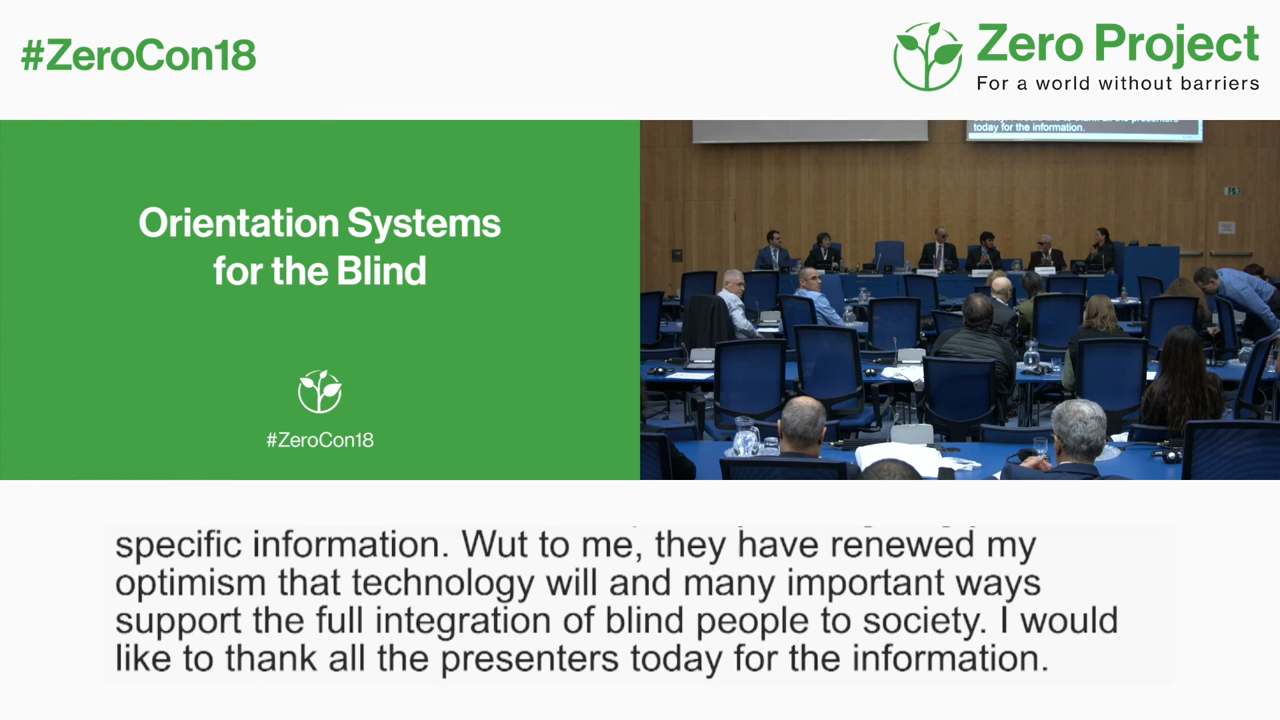 #ZeroCon18
Zero Project
For a world without barriers
today for the information.
Orientation Systems
for the Blind
#ZeroCon18
specific information. Wut to me, they have renewed my
optimism that technology will and many important ways
support the full integration of blind people to society. I would
like to thank all the presenters today for the information.